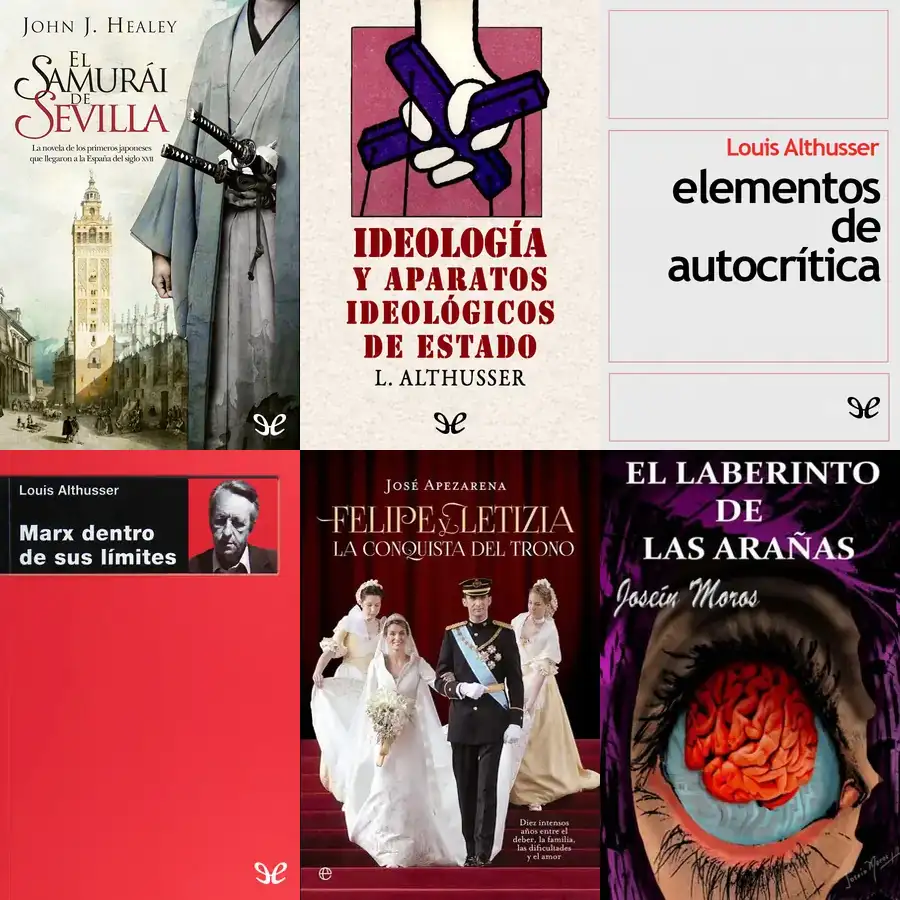 JOHN J. HEALEY
EL
SAMURÁI
DE
SEVILLA
La novela de los primeros japoneses
que llegaron a la España del siglo XVII
IDEOLOGÍA
Y APARATOS
IDEOLÓGICOS
DE ESTADO
L. ALTHUSSER
Louis Althusser
elementos
de
autocrítica
Louis Althusser
Marx dentro
de sus límites
JOSÉ APEZARENA
FELIPE y LETIZIA
LA CONQUISTA DEL TRONO
Diez intensos
años entre el
deber, la familia,
las dificultades
y el amor
e
EL LABERINTO
DE
LAS ARAÑAS
Joseín Moros
Josein Moros